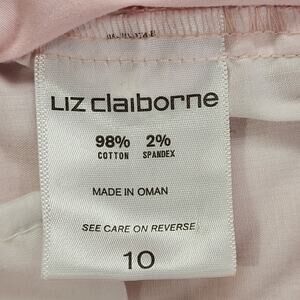 Liz claiborne
98% 2%
COTTON SPANDEX
MADE IN OMAN
SEE CARE ON REVERSE
10